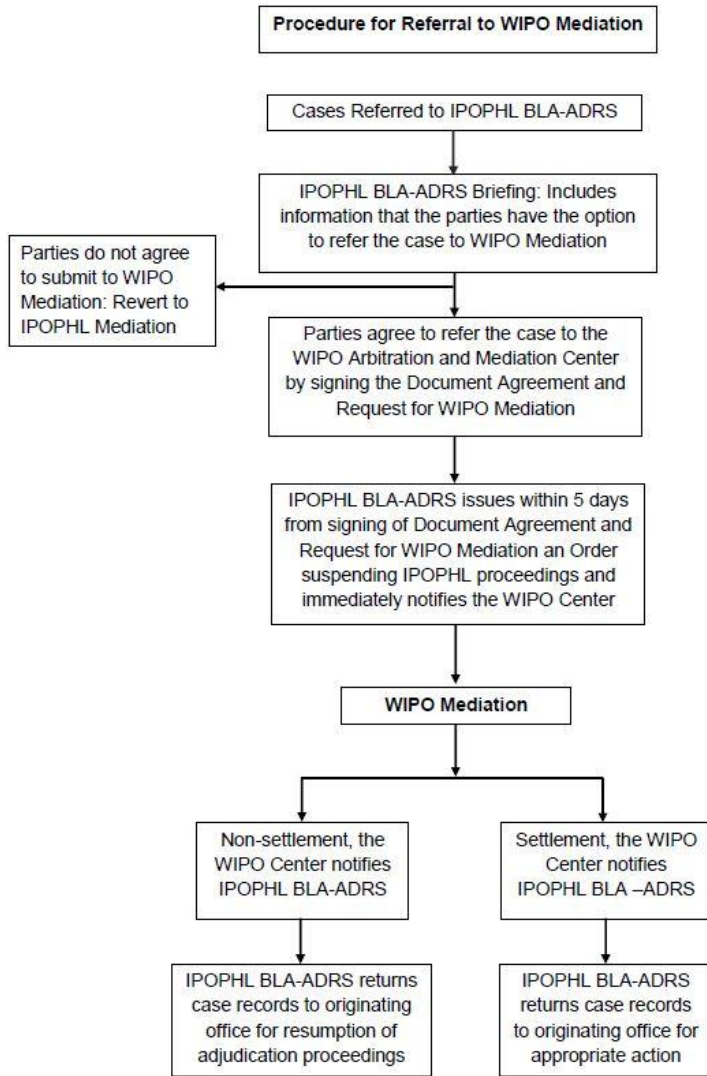 Procedure for Referral to WIPO Mediation
Cases Referred to IPOPHL BLA-ADRS
IPOPHL BLA-ADRS Briefing: Includes
information that the parties have the option
to refer the case to WIPO Mediation
Parties do not agree
to submit to WIPO
Mediation: Revert to
IPOPHL Mediation
Parties agree to refer the case to the
WIPO Arbitration and Mediation Center
by signing the Document Agreement and
Request for WIPO Mediation
IPOPHL BLA-ADRS issues within 5 days
from signing of Document Agreement and
Request for WIPO Mediation an Order
suspending IPOPHL proceedings and
immediately notifies the WIPO Center
WIPO Mediation
Non-settlement, the
WIPO Center notifies
IPOPHL BLA-ADRS
Settlement, the WIPO
Center notifies
IPOPHL BLA –ADRS
IPOPHL BLA-ADRS returns
case records to originating
office for resumption of
adjudication proceedings
IPOPHL BLA-ADRS
returns case records
to originating office for
appropriate action